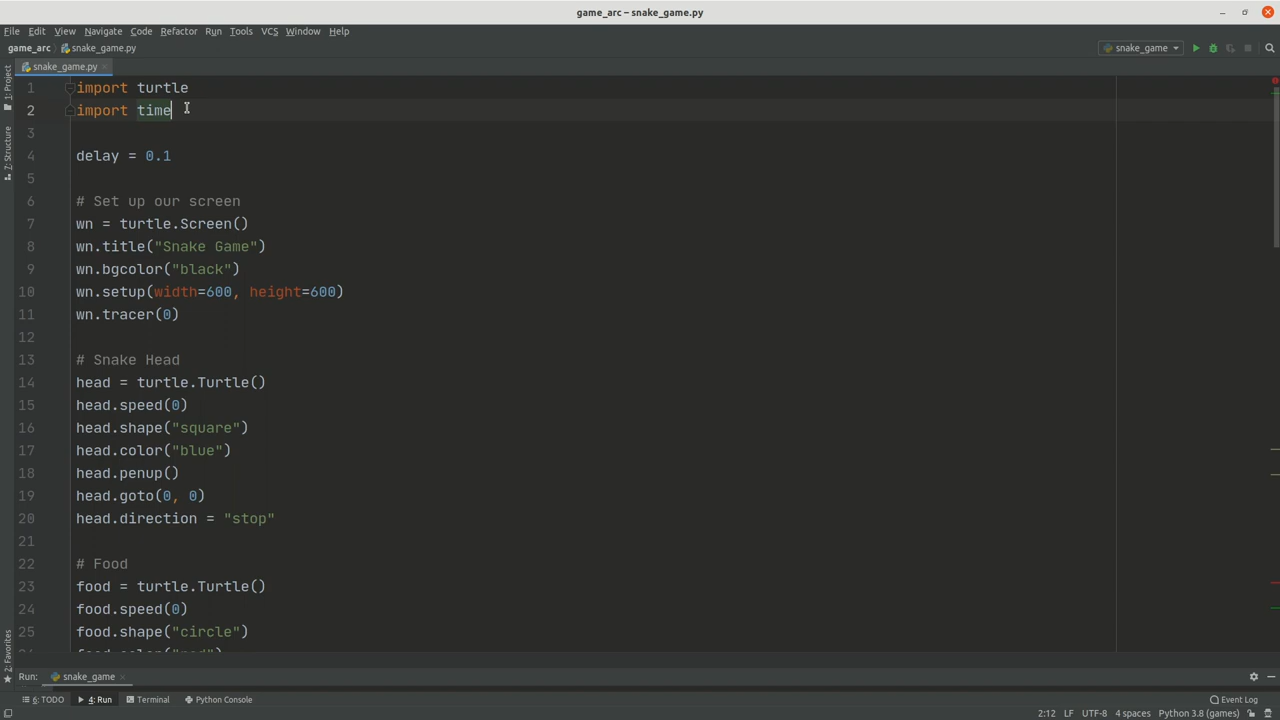 game_arc – snake_game.py
File Edit View Navigate Code Refactor Run Tools VCS Window Help
game_arc snake_game.py snake_game
snake_game.py
1: Project
7: Structure
2: Favorites
1 import turtle
2 import time
3
4 delay = 0.1
5
6 # Set up our screen
7 wn = turtle.Screen()
8 wn.title("Snake Game")
9 wn.bgcolor("black")
10 wn.setup(width=600, height=600)
11 wn.tracer(0)
12
13 # Snake Head
14 head = turtle.Turtle()
15 head.speed(0)
16 head.shape("square")
17 head.color("blue")
18 head.penup()
19 head.goto(0, 0)
20 head.direction = "stop"
21
22 # Food
23 food = turtle.Turtle()
24 food.speed(0)
25 food.shape("circle")
Run: snake_game
6: TODO 4: Run Terminal Python Console Event Log
2:12 LF UTF-8 4 spaces Python 3.8 (games)